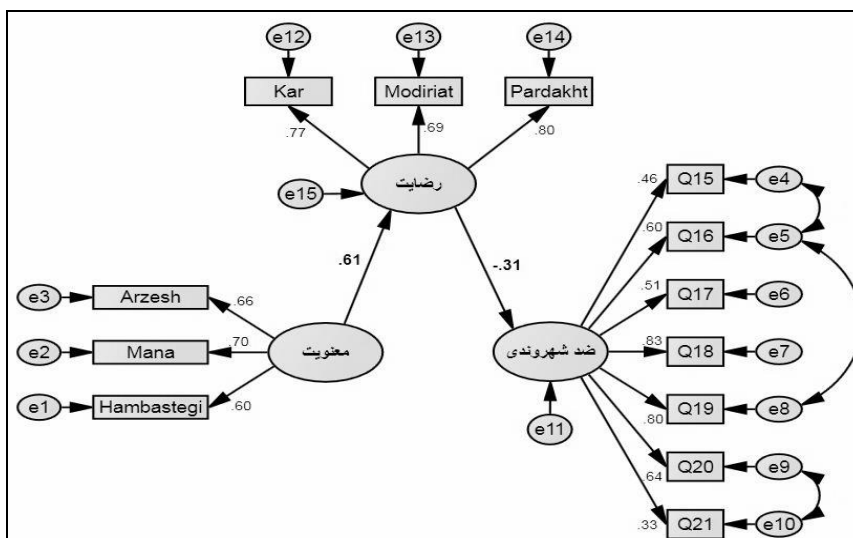 e12 e13 e14
Kar Modiriat Pardakht
.77 .69 .80
e15 رضایت
.46 Q15 e4
.60 Q16 e5
.61 -.31
.51 Q17 e6
e3 Arzesh .66
e2 Mana .70 معنویت
ضد شهروندی .83 Q18 e7
e1 Hambastegi .60
.80 Q19 e8
e11
.64 Q20 e9
.33 Q21 e10